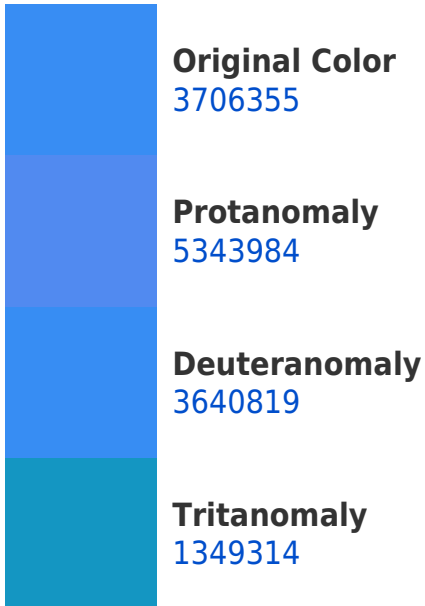 Original Color
3706355
Protanomaly
5343984
Deuteranomaly
3640819
Tritanomaly
1349314